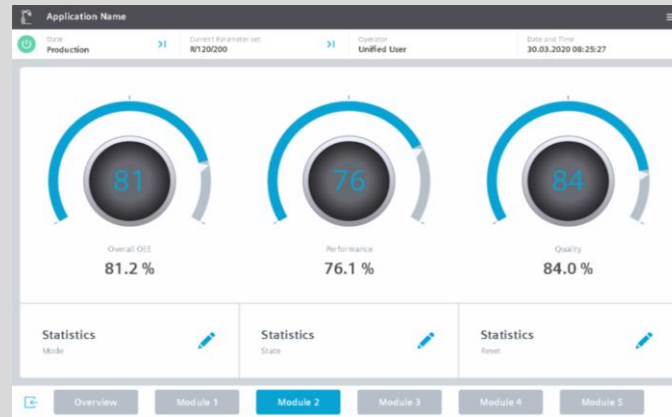 Application Name
State
Production
Current Parameter set
R/120/200
Operator
Unified User
Date and Time
30.03.2020 08:25:27
81
76
84
Overall OEE
81.2 %
Performance
76.1 %
Quality
84.0 %
Statistics
Mode
Statistics
State
Statistics
Reset
Overview
Module 1
Module 2
Module 3
Module 4
Module 5